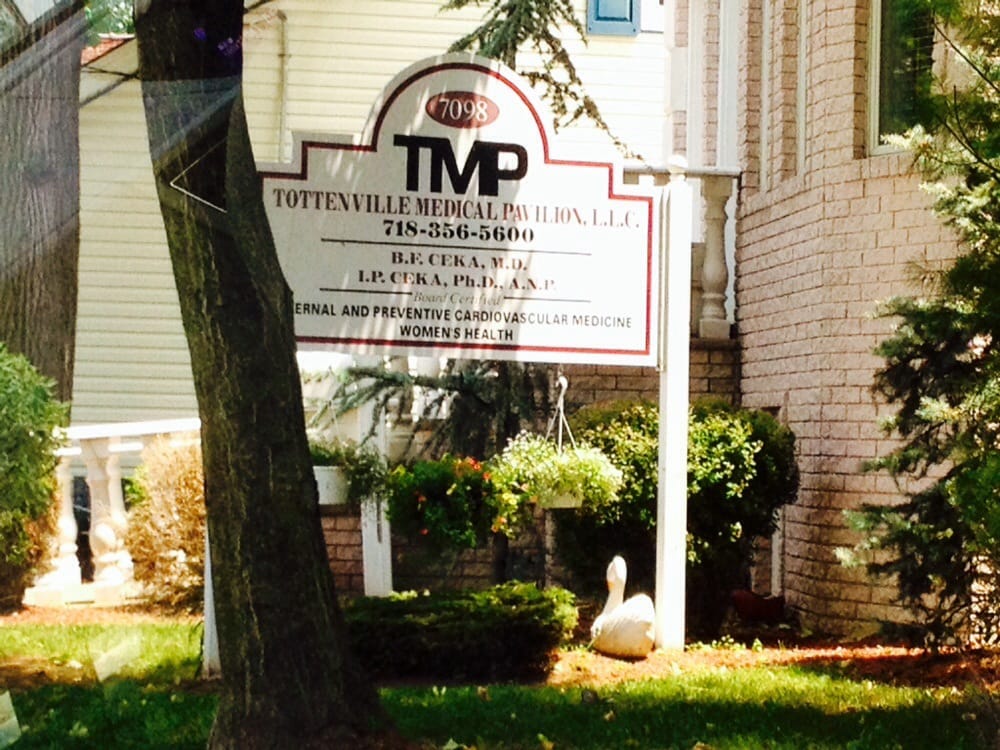 7098
TMP
TOTTENVILLE MEDICAL PAVILION, L.L.C.
718-356-5600
B.F. CEKA, M.D.
I.P. CEKA, Ph.D., A.N.P.
Board Certified
ERNAL AND PREVENTIVE CARDIOVASCULAR MEDICINE
WOMEN'S HEALTH